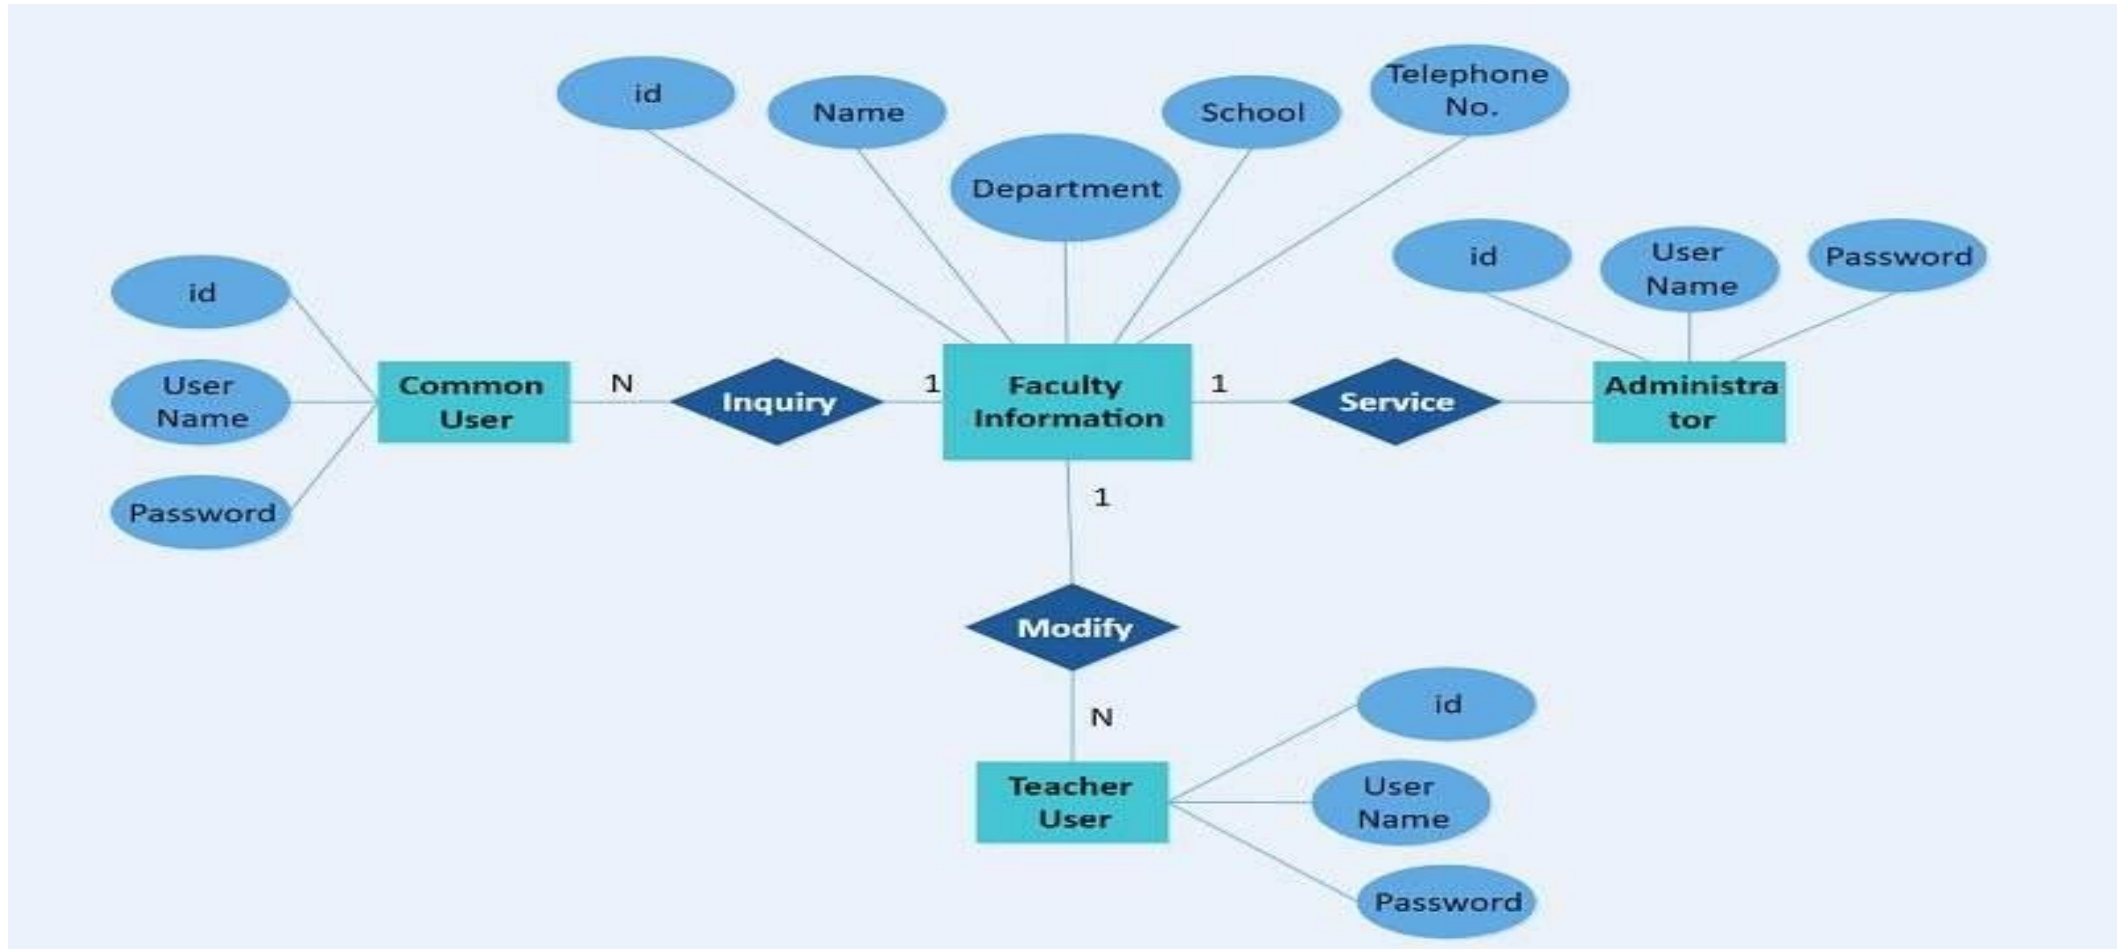 id
Name
Department
School
Telephone
No.
id
User
Name
Password
id
User
Name
Password
Common
User
N
Inquiry
1
Faculty
Information
1
Service
Administra
tor
1
Modify
N
Teacher
User
id
User
Name
Password